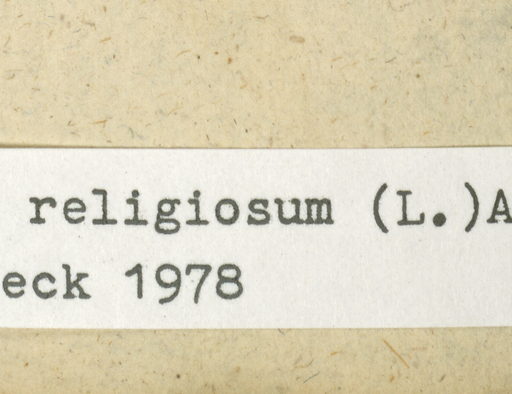 religiosum (L.)A
eck 1978